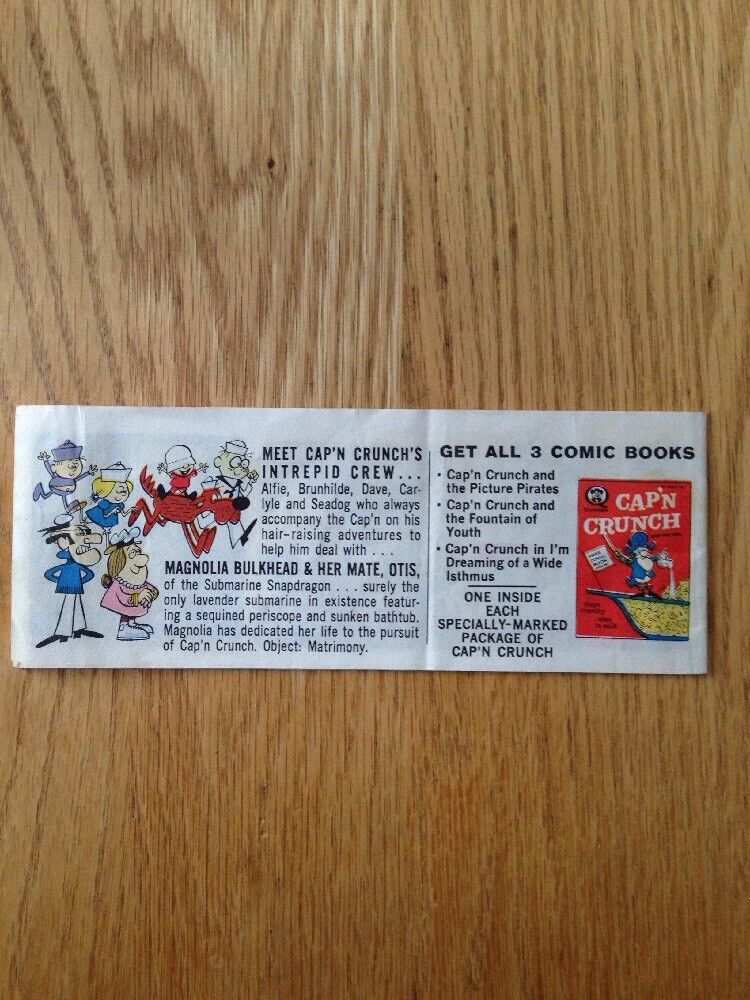 MEET CAP'N CRUNCH'S
INTREPID CREW...
Alfie, Brunhilde, Dave, Car-
lyle and Seadog who always
accompany the Cap'n on his
hair-raising adventures to
help him deal with ...
MAGNOLIA BULKHEAD & HER MATE, OTIS,
of the Submarine Snapdragon ... surely the
only lavender submarine in existence featur-
ing a sequined periscope and sunken bathtub.
Magnolia has dedicated her life to the pursuit
of Cap'n Crunch. Object: Matrimony.
GET ALL 3 COMIC BOOKS
• Cap'n Crunch and
the Picture Pirates
• Cap'n Crunch and
the Fountain of
Youth
• Cap'n Crunch in I'm
Dreaming of a Wide
Isthmus
ONE INSIDE
EACH
SPECIALLY-MARKED
PACKAGE OF
CAP'N CRUNCH
CAP'N
CRUNCH
stays
crunchy
even
in milk